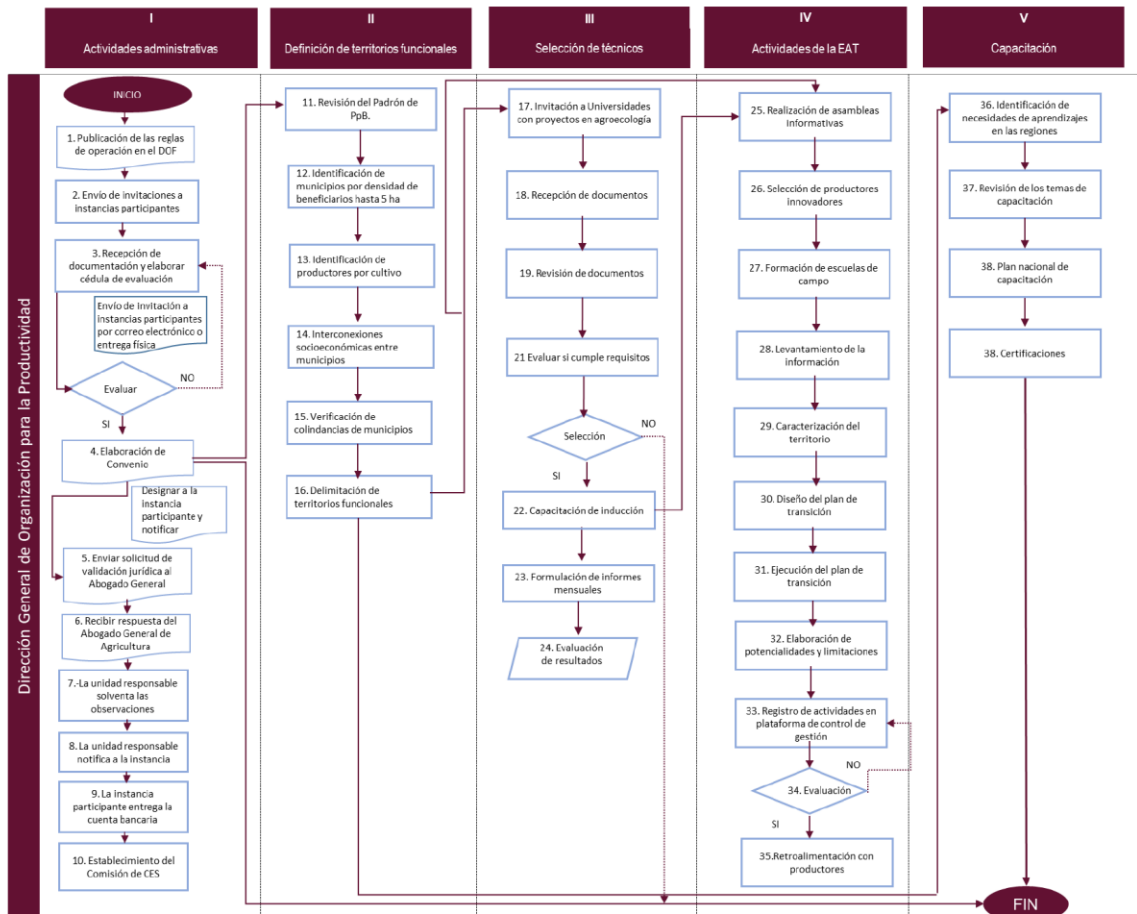 I
Actividades administrativas
II
Definición de territorios funcionales
III
Selección de técnicos
IV
Actividades de la EAT
V
Capacitación
Dirección General de Organización para la Productividad
INICIO
1. Publicación de las reglas
de operación en el DOF
2. Envío de invitaciones a
instancias participantes
3. Recepción de
documentación y elaborar
cédula de evaluación
Envío de Invitación a
instancias participantes
por correo electrónico o
entrega física
Evaluar
NO
SI
4. Elaboración de
Convenio
Designar a la
instancia
participante y
notificar
5. Enviar solicitud de
validación jurídica al
Abogado General
6. Recibir respuesta del
Abogado General de
Agricultura
7.-La unidad responsable
solventa las
observaciones
8. La unidad responsable
notifica a la instancia
9. La instancia
participante entrega la
cuenta bancaria
10. Establecimiento del
Comisión de CES
11. Revisión del Padrón de
PpB.
12. Identificación de
municipios por densidad de
beneficiarios hasta 5 ha
13. Identificación de
productores por cultivo
14. Interconexiones
socioeconómicas entre
municipios
15. Verificación de
colindancias de municipios
16. Delimitación de
territorios funcionales
17. Invitación a Universidades
con proyectos en agroecología
18. Recepción de documentos
19. Revisión de documentos
21 Evaluar si cumple requisitos
Selección
NO
SI
22. Capacitación de inducción
23. Formulación de informes
mensuales
24. Evaluación
de resultados
25. Realización de asambleas
informativas
26. Selección de productores
innovadores
27. Formación de escuelas de
campo
28. Levantamiento de la
información
29. Caracterización del
territorio
30. Diseño del plan de
transición
31. Ejecución del plan de
transición
32. Elaboración de
potencialidades y limitaciones
33. Registro de actividades en
plataforma de control de
gestión
NO
34. Evaluación
SI
35.Retroalimentación con
productores
36. Identificación de
necesidades de aprendizajes
en las regiones
37. Revisión de los temas de
capacitación
38. Plan nacional de
capacitación
38. Certificaciones
FIN